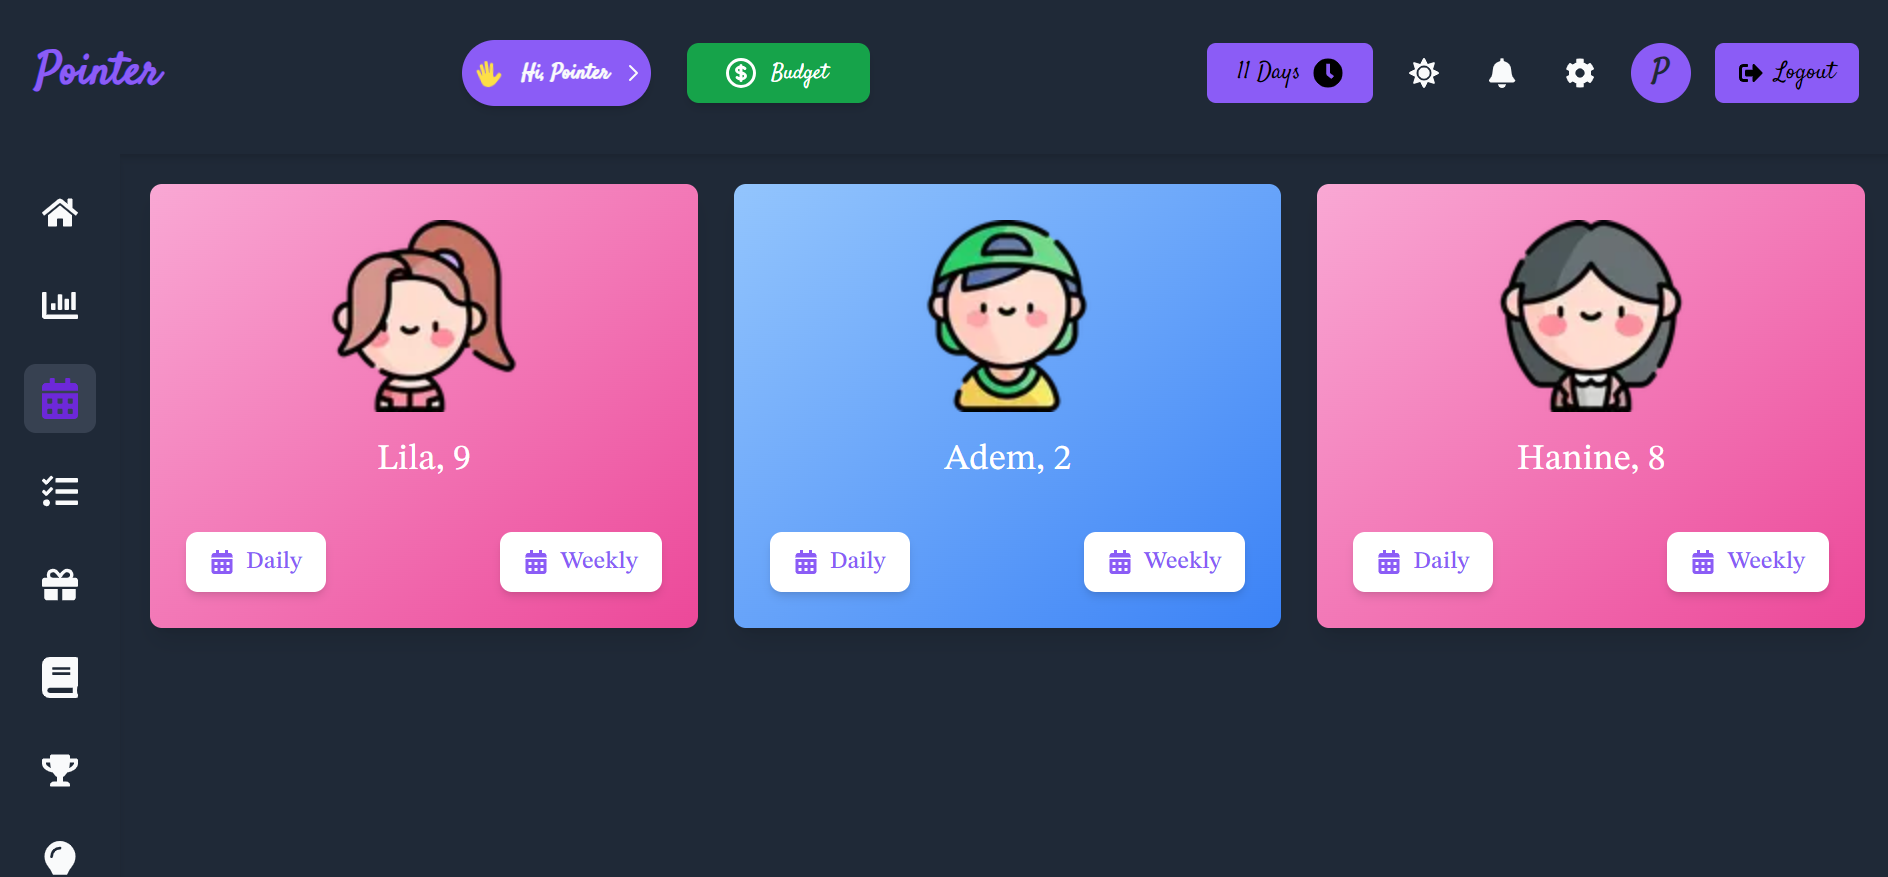 Pointer
Hi, Pointer
Budget
11 Days
P
Logout
Lila, 9
Daily
Weekly
Adem, 2
Daily
Weekly
Hanine, 8
Daily
Weekly